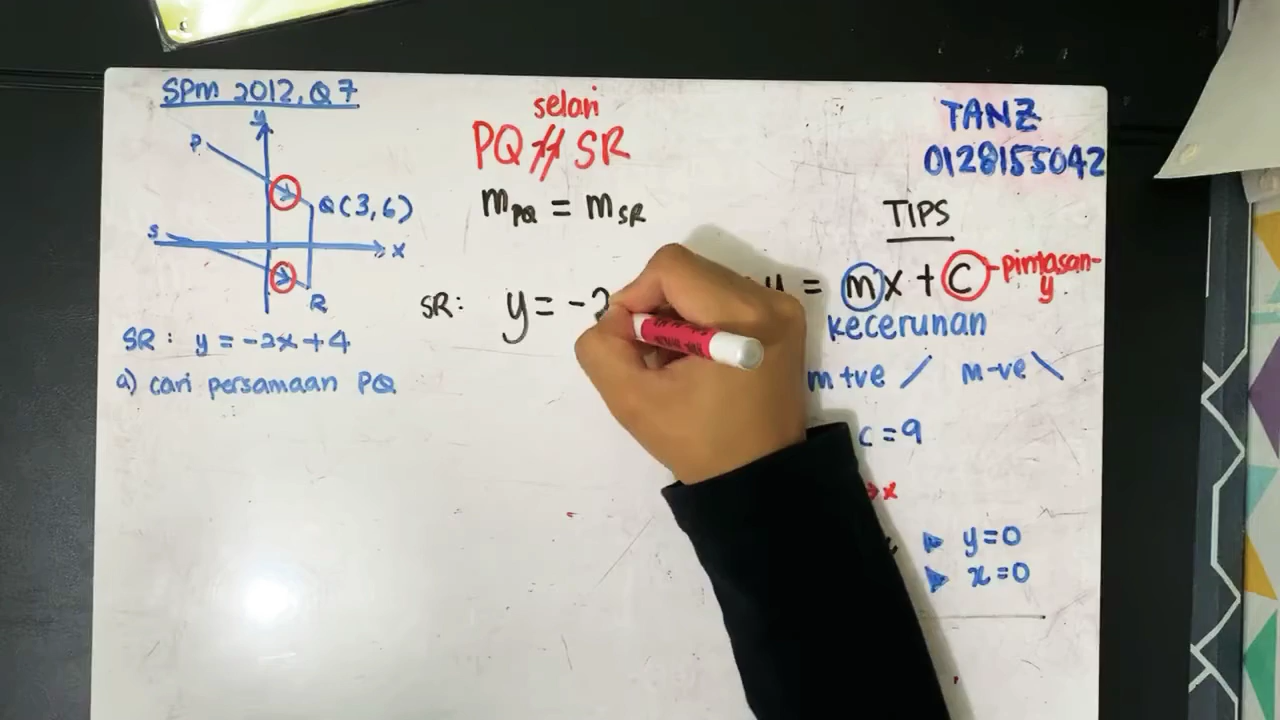 SPM 2012, Q7
y
P
Q(3,6)
S
x
R
SR: y = -2x+4
a) cari persamaan PQ
selari
PQ // SR
mPQ = mSR
SR: y = -2
TANZ
0128155042
TIPS
y = mx + c - pintasan-y
kecerunan
m +ve / m -ve \
c = 9
x
▶ y=0
▶ x=0